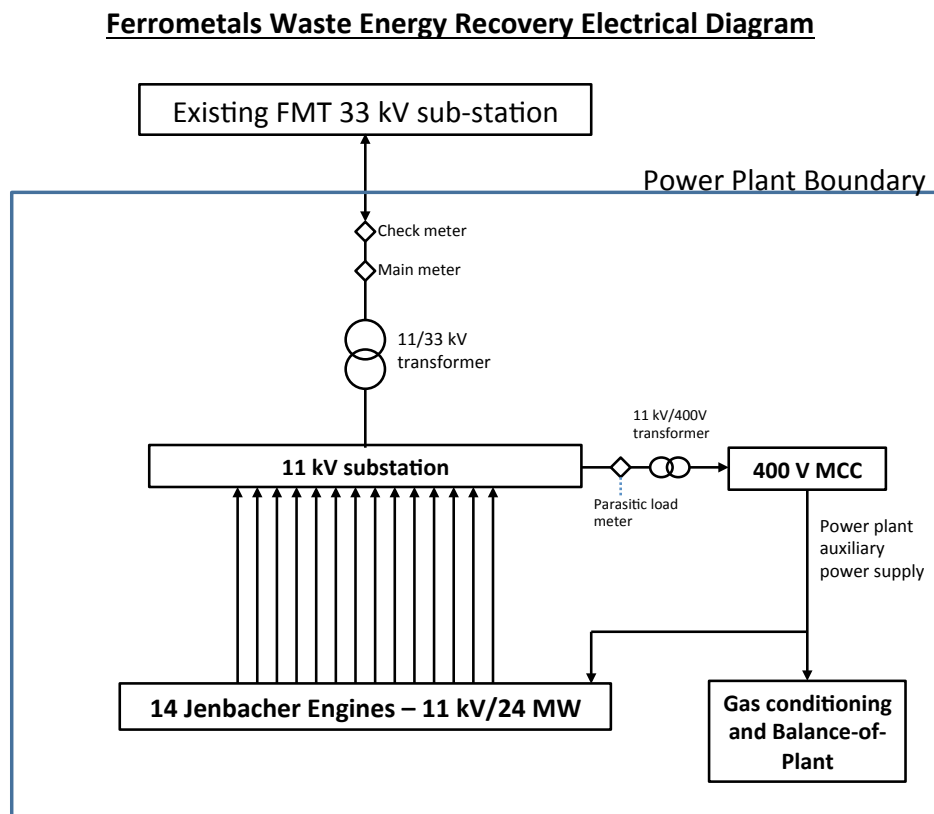 Ferrometals Waste Energy Recovery Electrical Diagram
Existing FMT 33 kV sub-station
Power Plant Boundary
Check meter
Main meter
11/33 kV
transformer
11 kV/400V
transformer
11 kV substation
400 V MCC
Parasitic load
meter
Power plant
auxiliary
power supply
14 Jenbacher Engines – 11 kV/24 MW
Gas conditioning
and Balance-of-
Plant